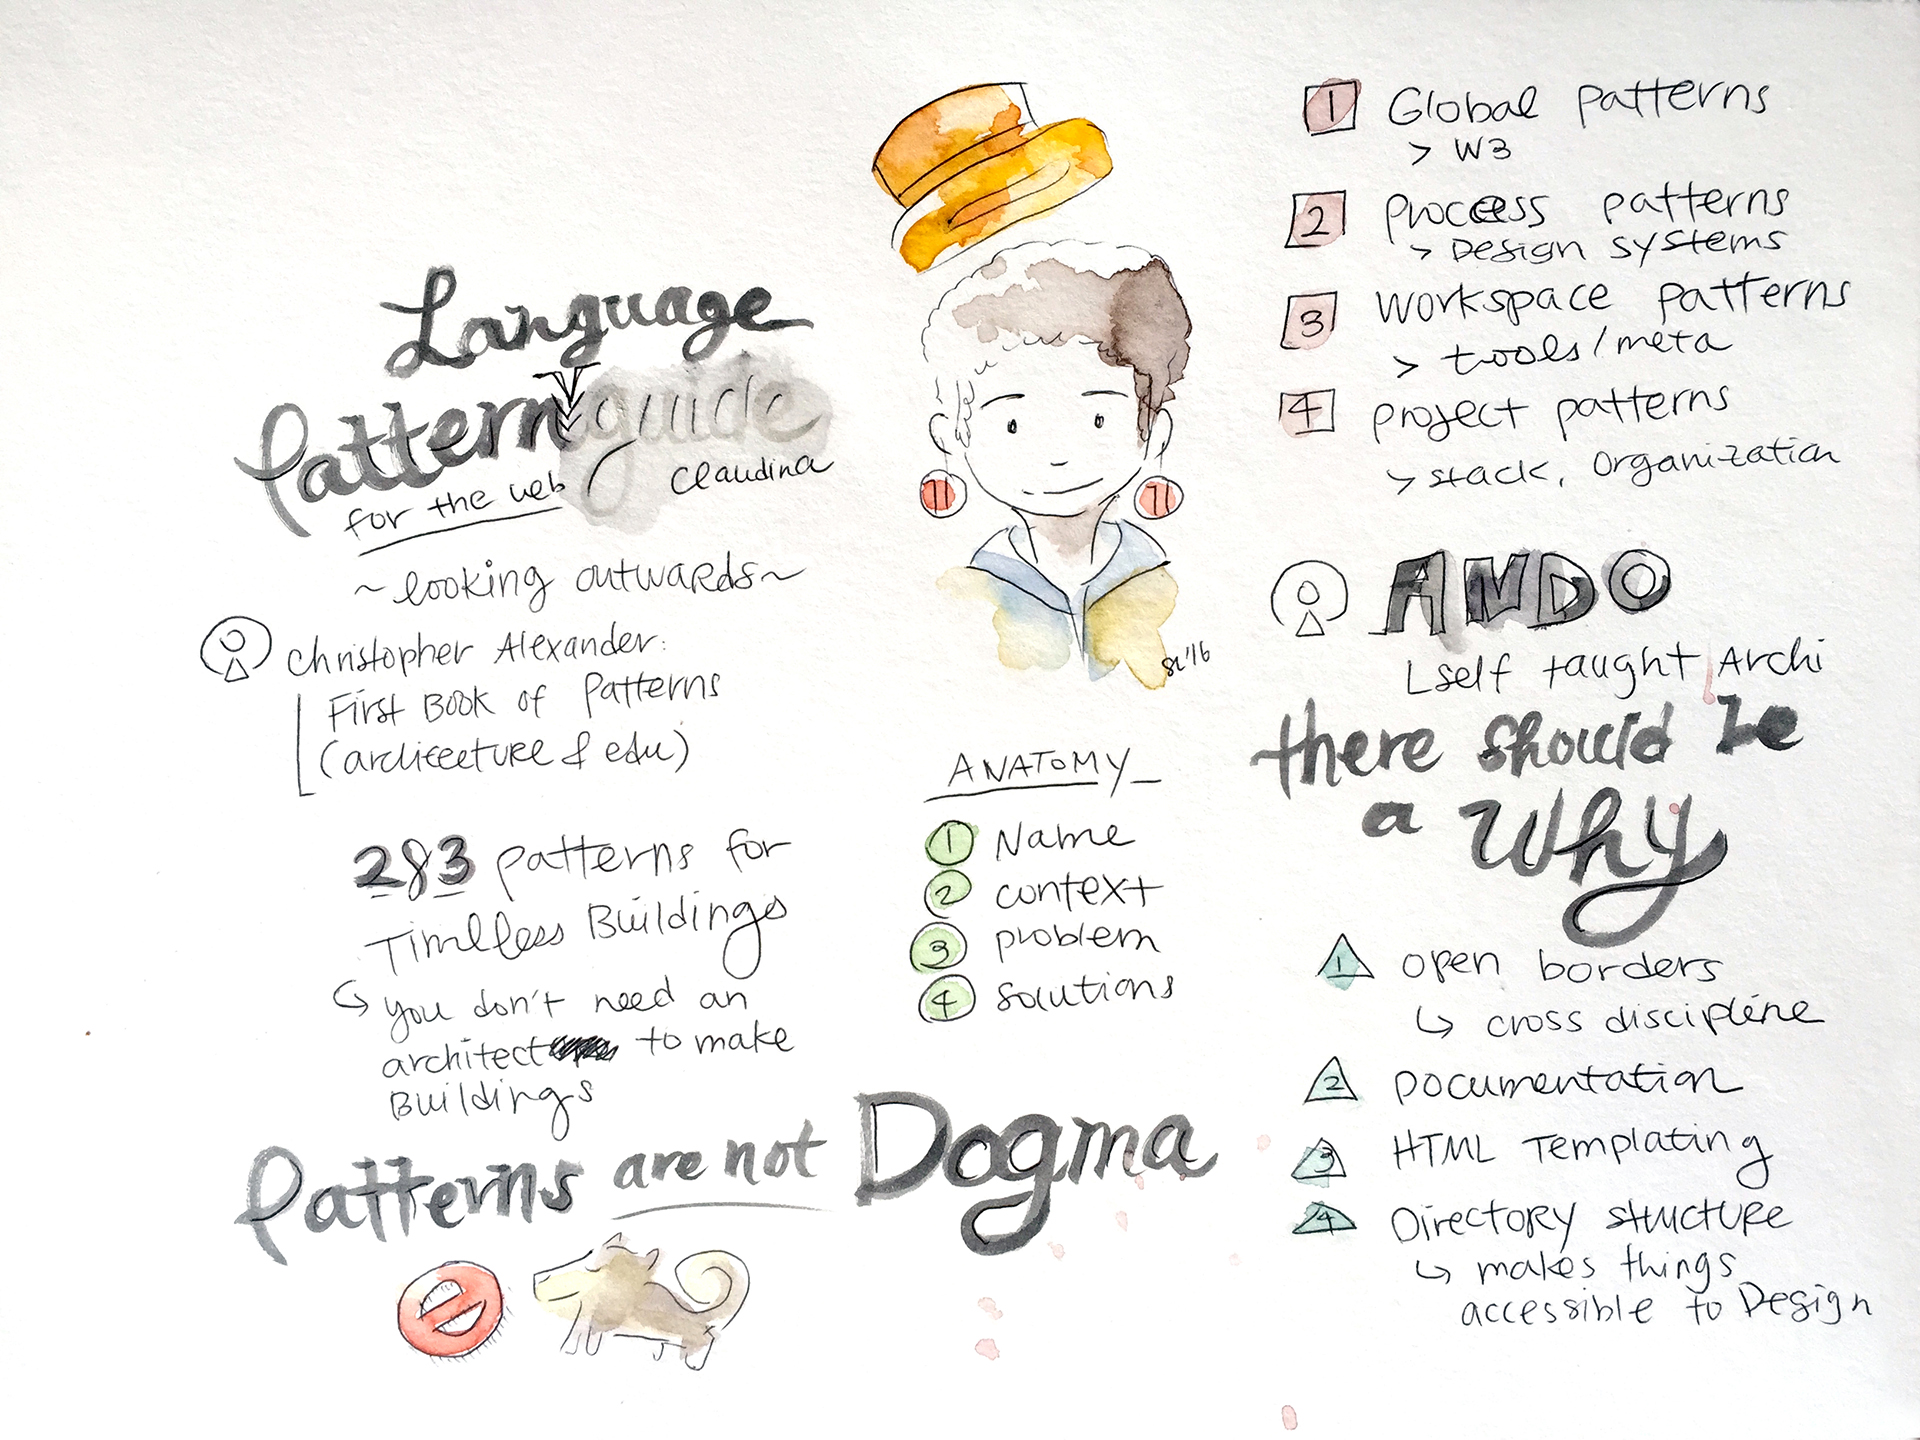 Language
Pattern guide
for the web
Claudina
~looking outwards~
Christopher Alexander:
First Book of Patterns
(architecture & edu)
283 patterns for
Timeless Buildings
you don't need an
architect to make
Buildings
Patterns are not Dogma
SL'16
ANATOMY_
1 Name
2 context
3 problem
4 solutions
1 Global patterns
> W3
2 process patterns
> Design systems
3 workspace patterns
> tools/meta
4 project patterns
> stack, organization
ANDO
self taught Archi
there should be
a Why
1 open borders
cross discipline
2 Documentation
3 HTML Templating
4 Directory structure
makes things
accessible to Design